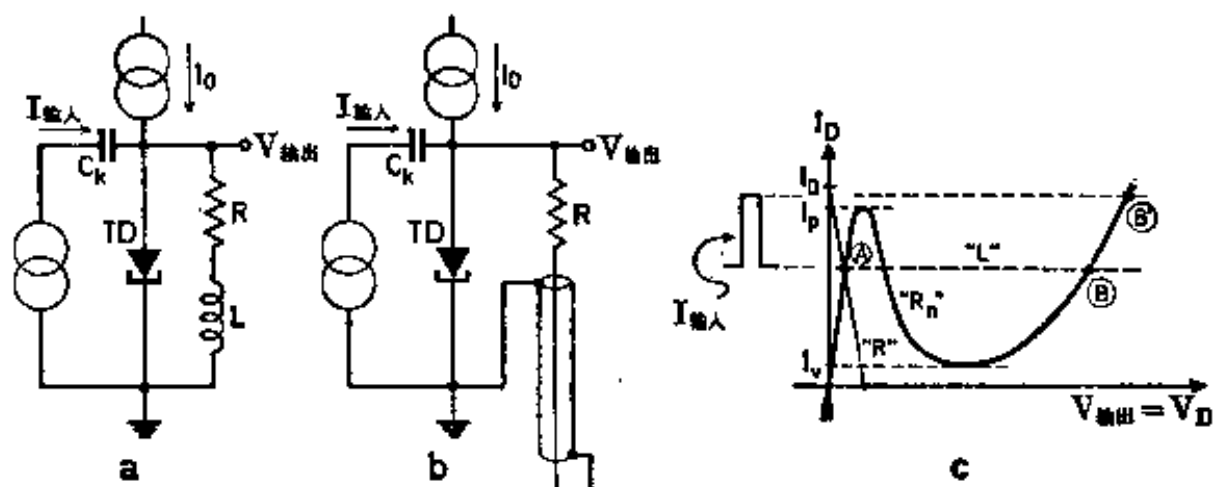 I₀
I输入
Cₖ
V输出
TD
R
L
a
I₀
I输入
Cₖ
V输出
TD
R
b
I_D
I₀
I_p
Ⓐ
"L"
Ⓑ'
Ⓑ
"Rₙ"
"R"
I输入
I_v
V输出=V_D
c